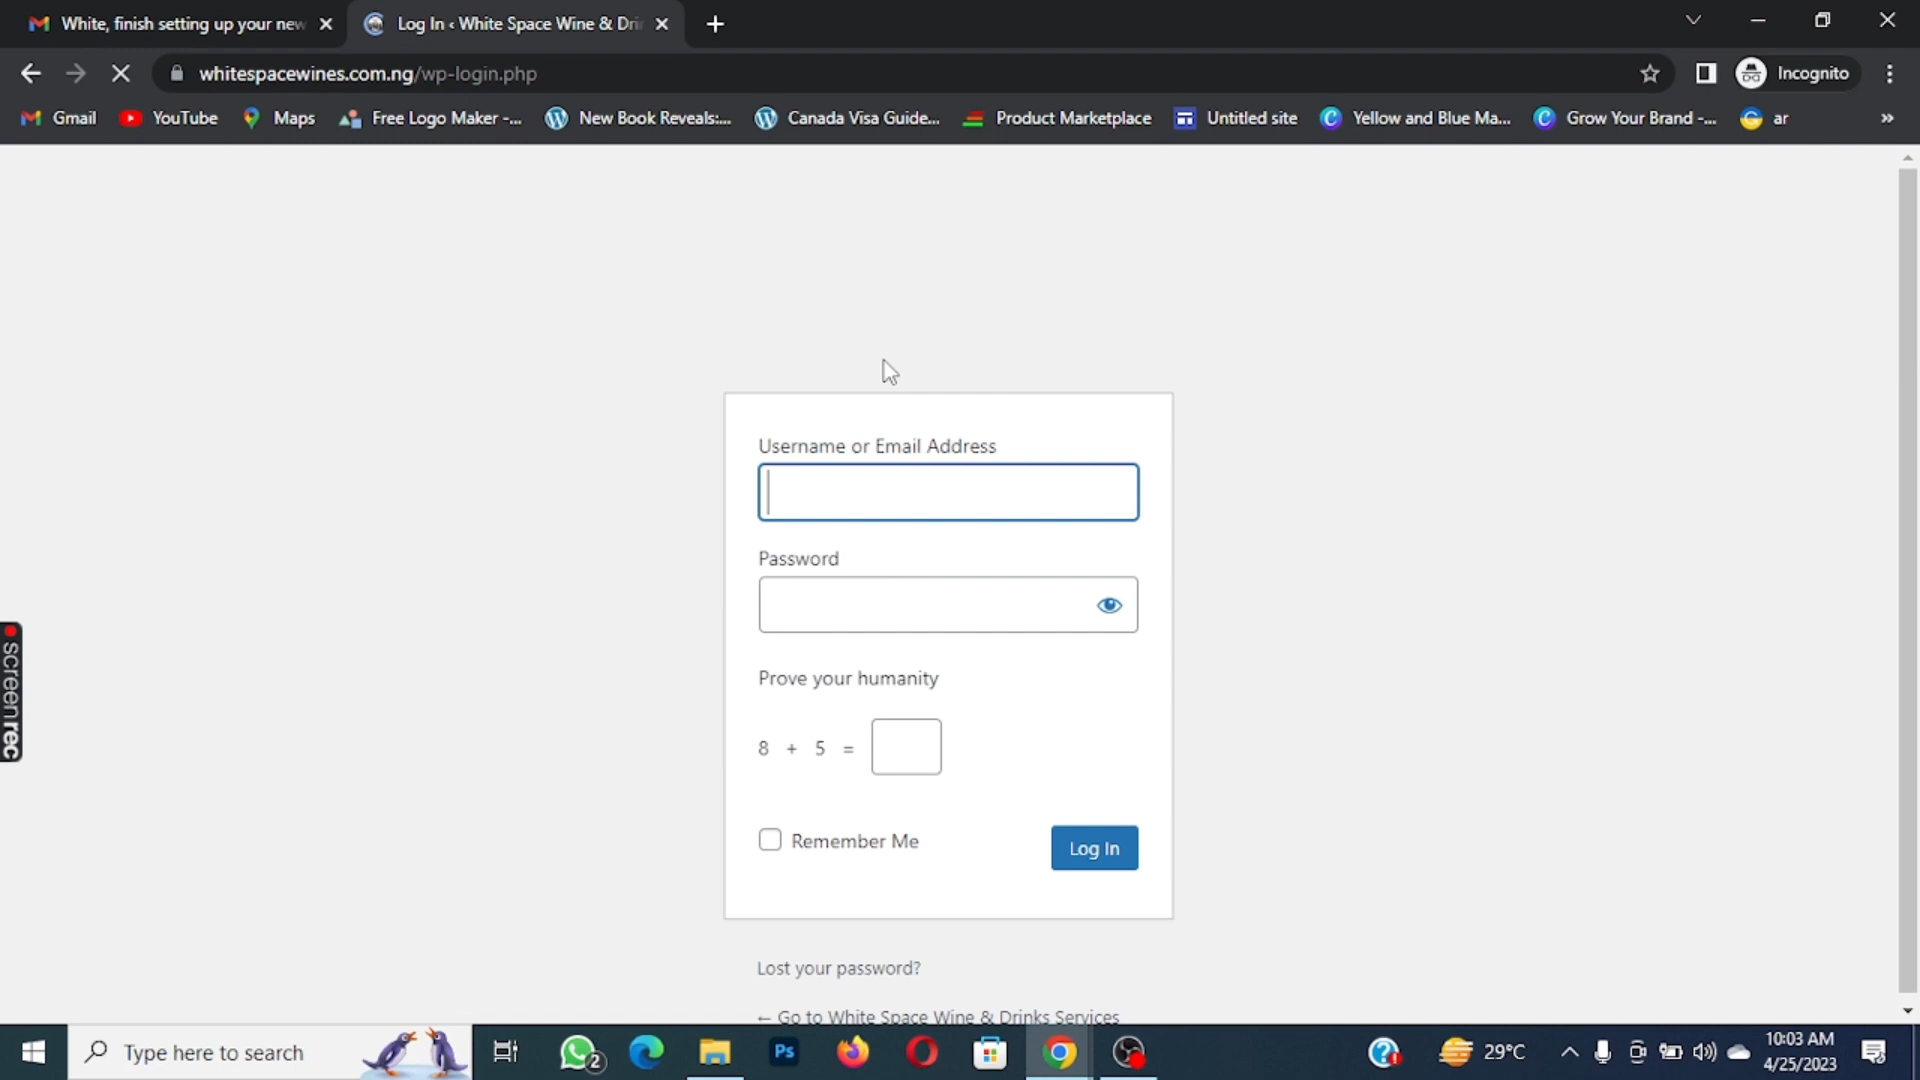 White, finish setting up your new
Log In ‹ White Space Wine & Dri
whitespacewines.com.ng/wp-login.php
Incognito
Gmail
YouTube
Maps
Free Logo Maker -...
New Book Reveals:...
Canada Visa Guide...
Product Marketplace
Untitled site
Yellow and Blue Ma...
Grow Your Brand -...
ar
»
Username or Email Address
Password
Prove your humanity
8 + 5 =
Remember Me
Log In
Lost your password?
← Go to White Space Wine & Drinks Services
screenrec
Type here to search
2
Ps
29°C
10:03 AM
4/25/2023